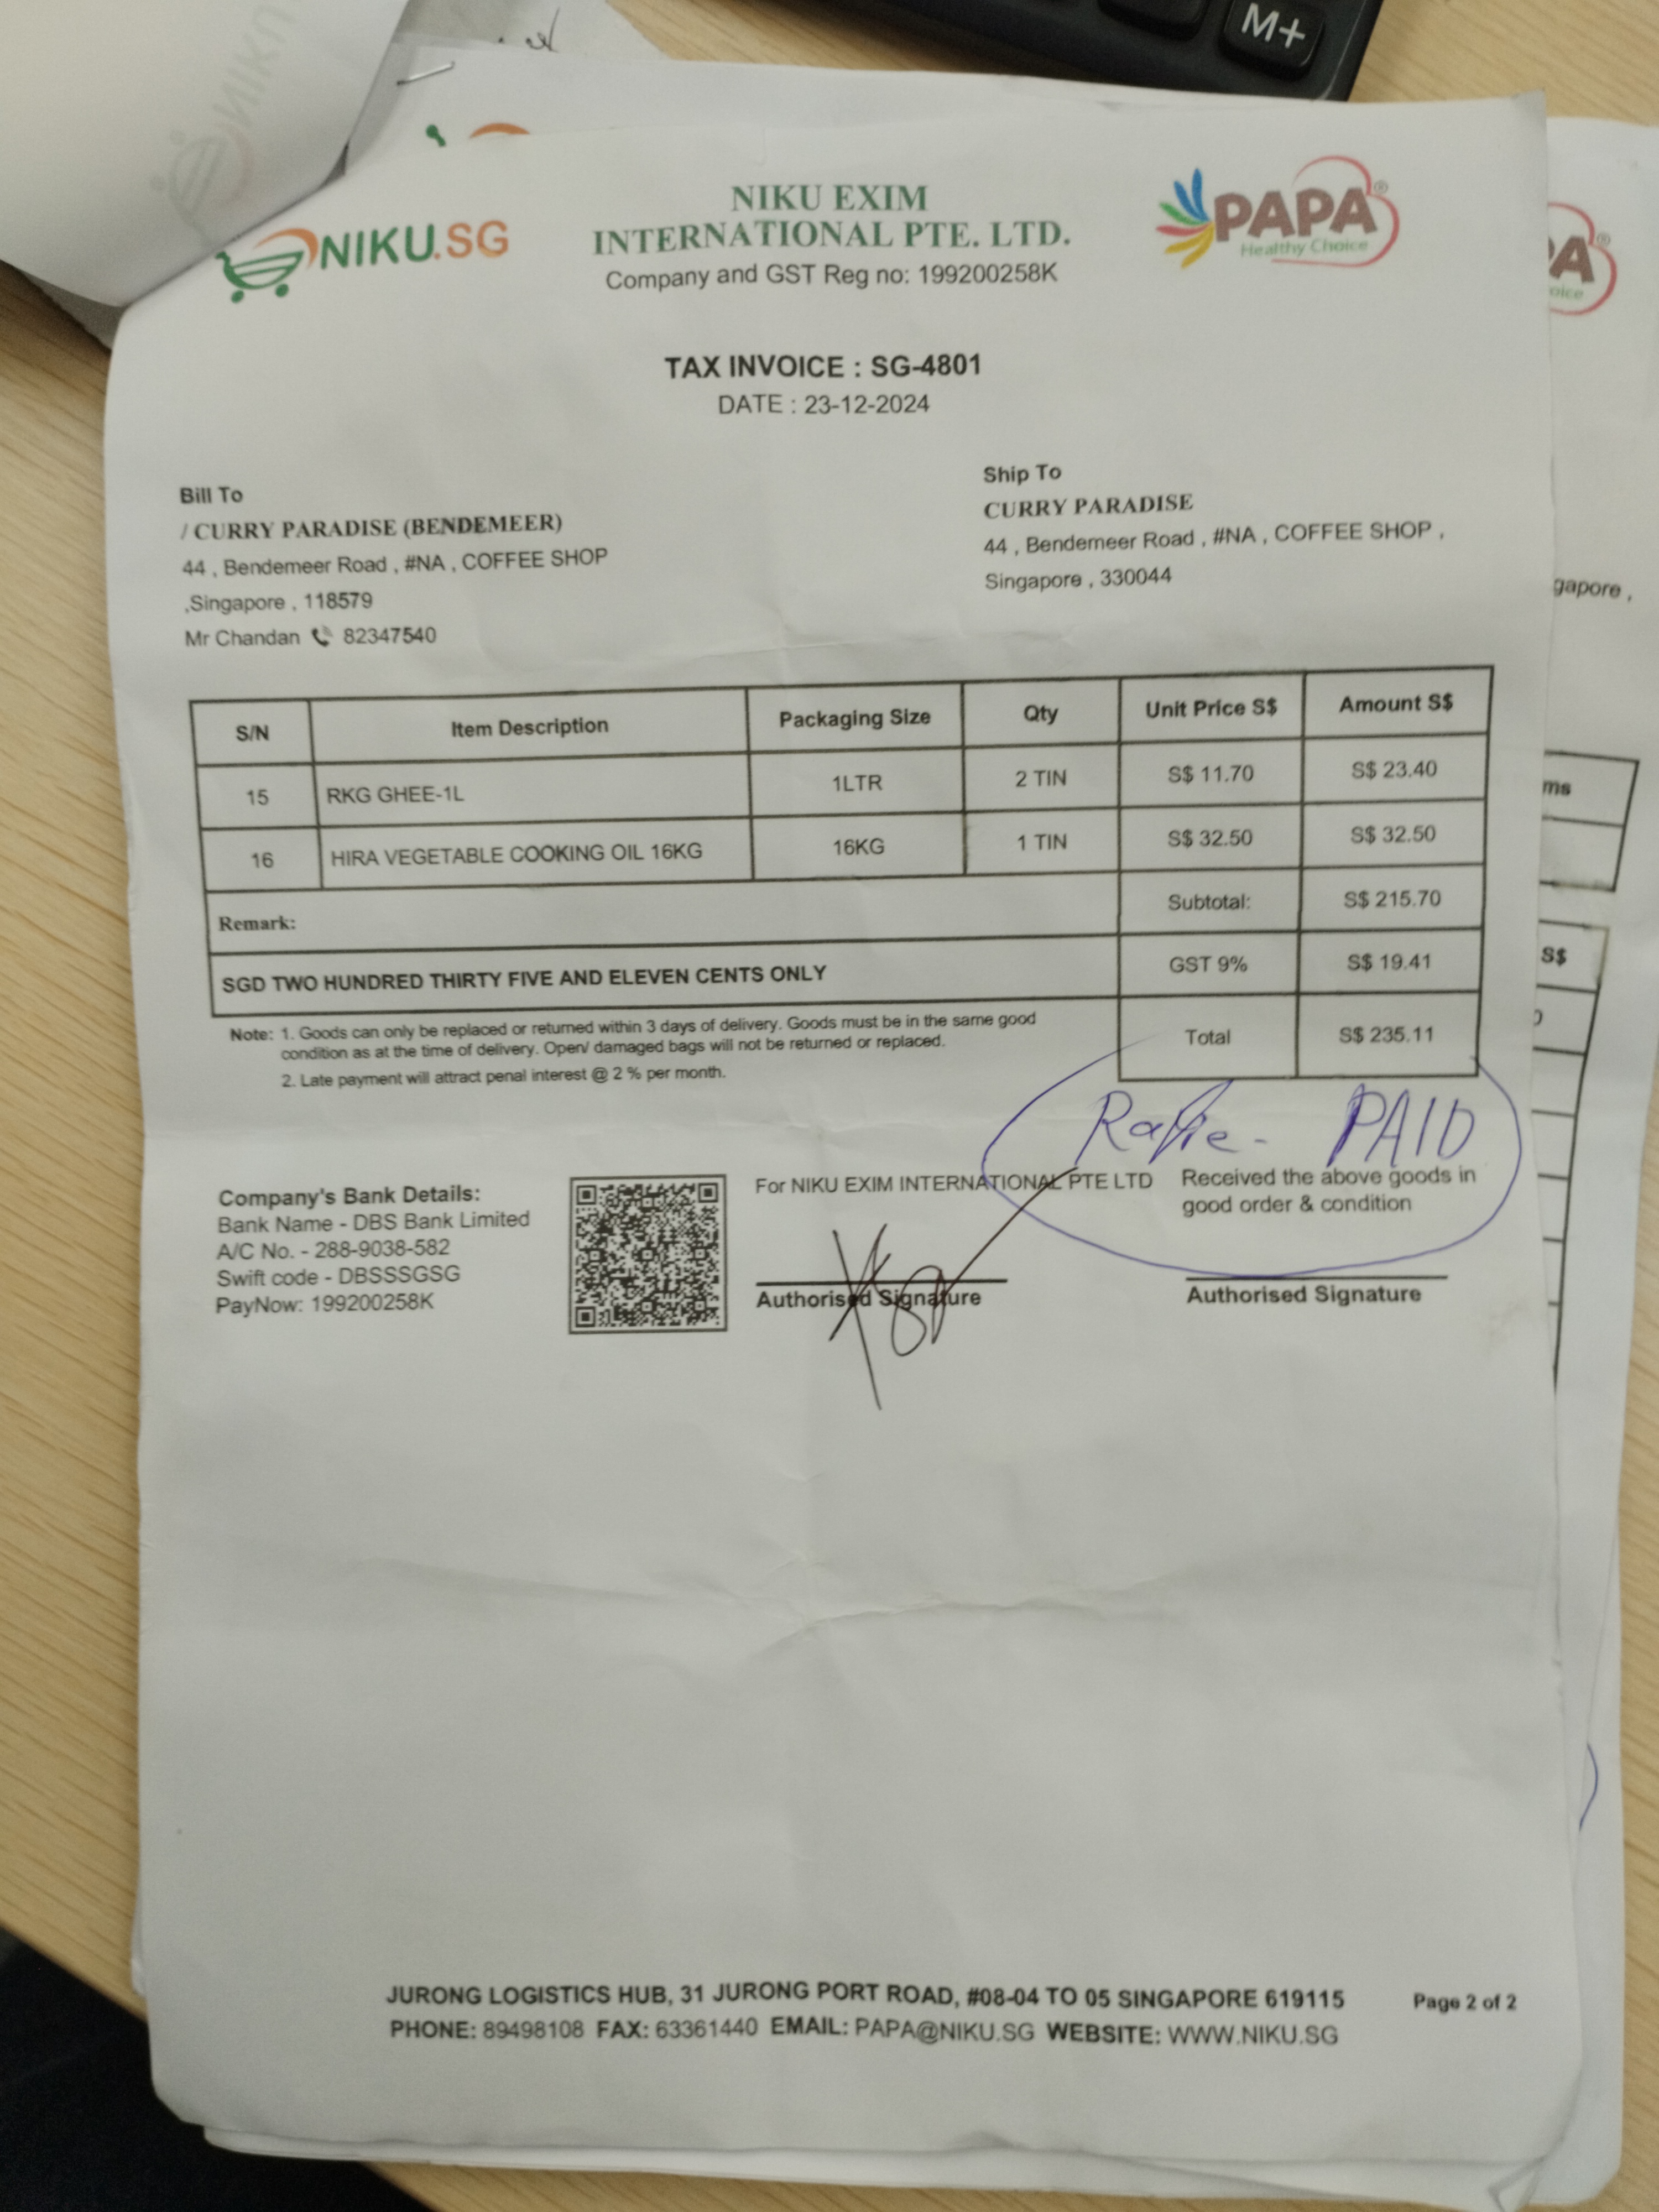 M+
NIKU.SG
NIKU EXIM
INTERNATIONAL PTE. LTD.
Company and GST Reg no: 199200258K
PAPA®
Healthy Choice
TAX INVOICE : SG-4801
DATE : 23-12-2024
Bill To
/ CURRY PARADISE (BENDEMEER)
44 , Bendemeer Road , #NA , COFFEE SHOP
,Singapore , 118579
Mr Chandan 82347540
Ship To
CURRY PARADISE
44 , Bendemeer Road , #NA , COFFEE SHOP ,
Singapore , 330044
S/N Item Description Packaging Size Qty Unit Price S$ Amount S$
15 RKG GHEE-1L 1LTR 2 TIN S$ 11.70 S$ 23.40
16 HIRA VEGETABLE COOKING OIL 16KG 16KG 1 TIN S$ 32.50 S$ 32.50
Remark: Subtotal: S$ 215.70
SGD TWO HUNDRED THIRTY FIVE AND ELEVEN CENTS ONLY GST 9% S$ 19.41
Total S$ 235.11
Note: 1. Goods can only be replaced or returned within 3 days of delivery. Goods must be in the same good
condition as at the time of delivery. Open/ damaged bags will not be returned or replaced.
2. Late payment will attract penal interest @ 2 % per month.
PAID
Company's Bank Details:
Bank Name - DBS Bank Limited
A/C No. - 288-9038-582
Swift code - DBSSSGSG
PayNow: 199200258K
For NIKU EXIM INTERNATIONAL PTE LTD
Authorised Signature
Received the above goods in
good order & condition
Authorised Signature
JURONG LOGISTICS HUB, 31 JURONG PORT ROAD, #08-04 TO 05 SINGAPORE 619115
PHONE: 89498108 FAX: 63361440 EMAIL: PAPA@NIKU.SG WEBSITE: WWW.NIKU.SG
Page 2 of 2
gapore ,
ms
S$